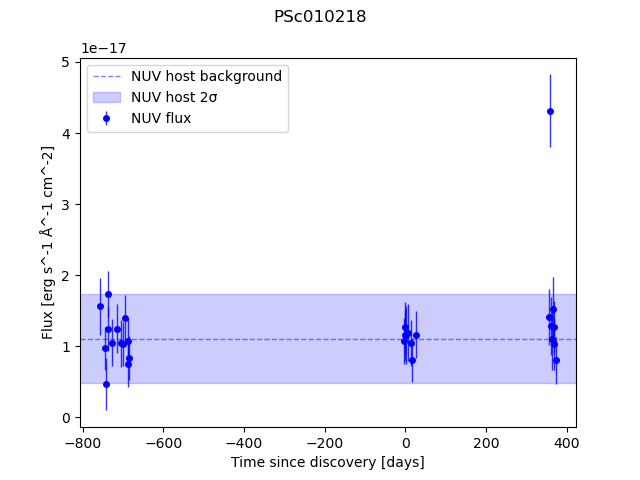 PSc010218
1e−17
NUV host background
NUV host 2σ
NUV flux
5
4
3
2
1
0
Flux [erg s^-1 Å^-1 cm^-2]
−800
−600
−400
−200
0
200
400
Time since discovery [days]